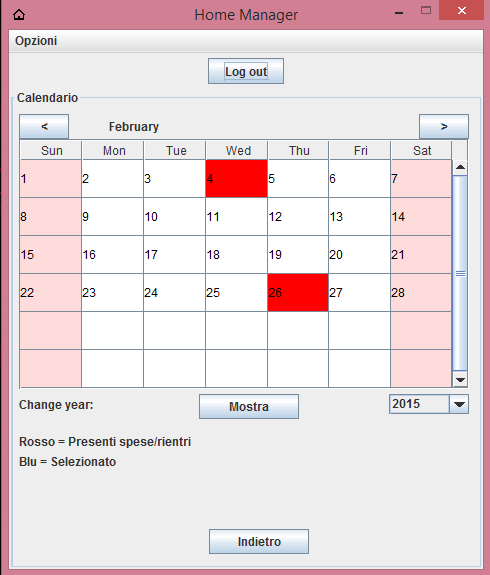 Home Manager
Opzioni
Log out
Calendario
< February >
Sun Mon Tue Wed Thu Fri Sat
1 2 3 4 5 6 7
8 9 10 11 12 13 14
15 16 17 18 19 20 21
22 23 24 25 26 27 28
Change year: Mostra 2015
Rosso = Presenti spese/rientri
Blu = Selezionato
Indietro